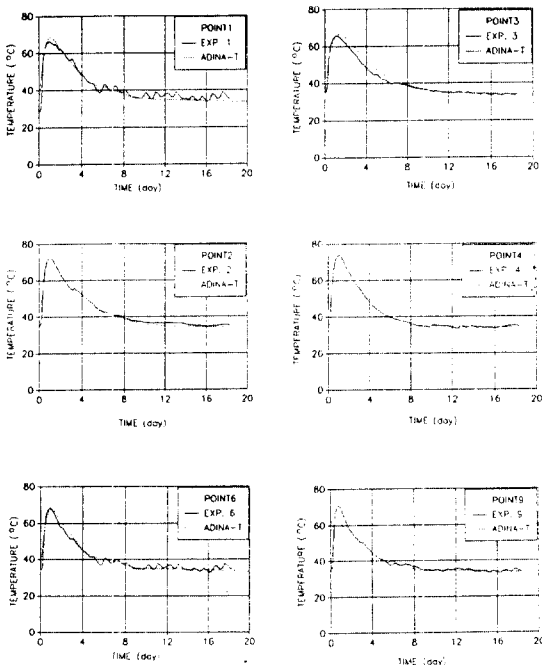 POINT1
EXP. 1
ADINA-T
TEMPERATURE (°C)
80
60
40
20
0
0 4 8 12 16 20
TIME (day)
POINT3
EXP. 3
ADINA-T
TEMPERATURE (°C)
80
60
40
20
0
0 4 8 12 16 20
TIME (day)
POINT2
EXP. 2
ADINA-T
TEMPERATURE (°C)
80
60
40
20
0
0 4 8 12 16 20
TIME (day)
POINT4
EXP. 4
ADINA-T
TEMPERATURE (°C)
80
60
40
20
0
0 4 8 12 16 20
TIME (day)
POINT6
EXP. 6
ADINA-T
TEMPERATURE (°C)
80
60
40
20
0
0 4 8 12 16 20
TIME (day)
POINT9
EXP. 9
ADINA-T
TEMPERATURE (°C)
80
60
40
20
0
0 4 8 12 16 20
TIME (day)